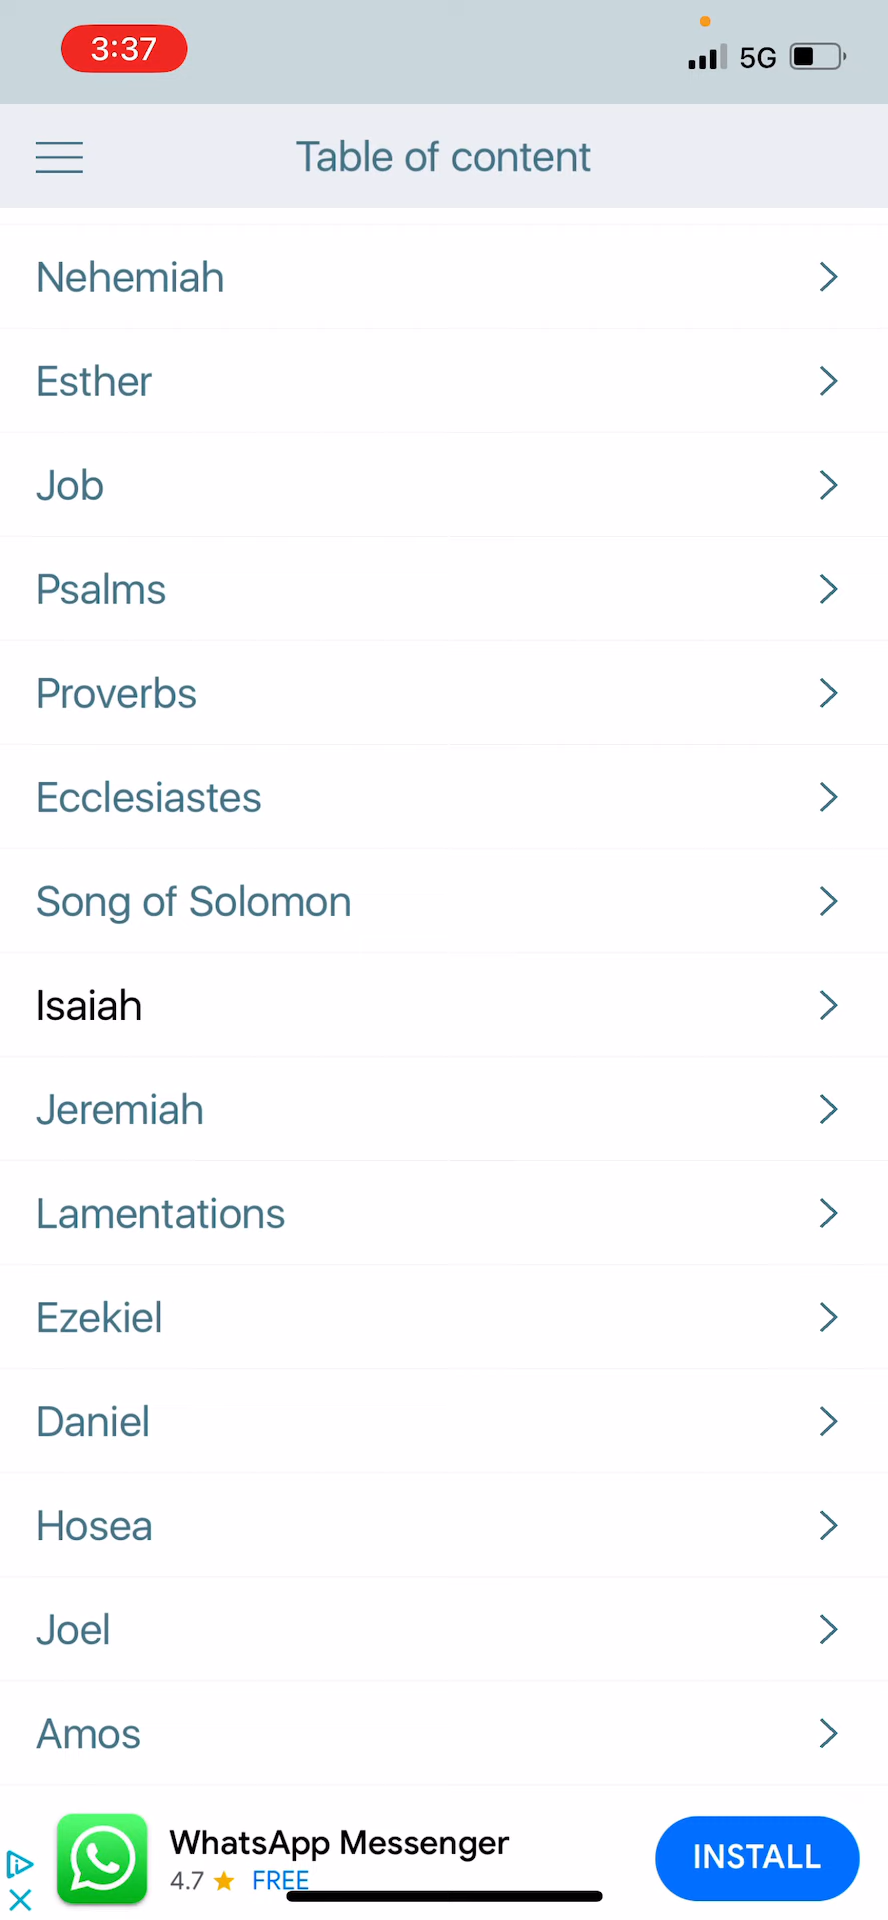 3:37
5G
Table of content
Nehemiah
Esther
Job
Psalms
Proverbs
Ecclesiastes
Song of Solomon
Isaiah
Jeremiah
Lamentations
Ezekiel
Daniel
Hosea
Joel
Amos
WhatsApp Messenger
4.7 ★ FREE
INSTALL